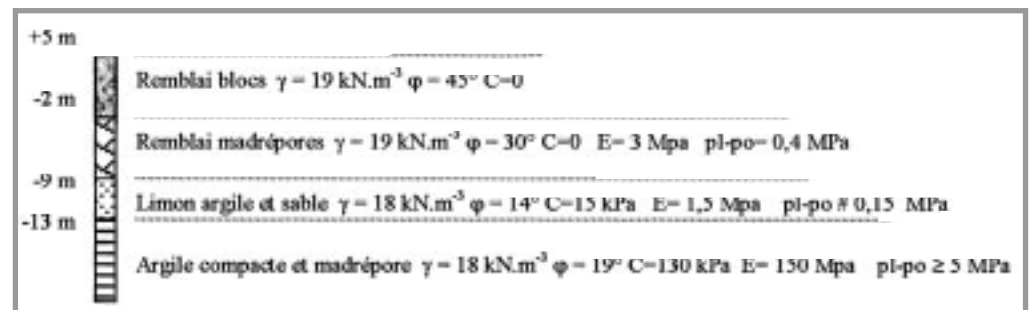 +5 m
Remblai blocs γ = 19 kN.m-3 φ = 45° C=0
-2 m
Remblai madrépores γ = 19 kN.m-3 φ = 30° C=0 E= 3 Mpa pl-po= 0,4 MPa
-9 m
Limon argile et sable γ = 18 kN.m-3 φ = 14° C=15 kPa E= 1,5 Mpa pl-po # 0,15 MPa
-13 m
Argile compacte et madrépore γ = 18 kN.m-3 φ = 19° C=130 kPa E= 150 Mpa pl-po ≥ 5 MPa